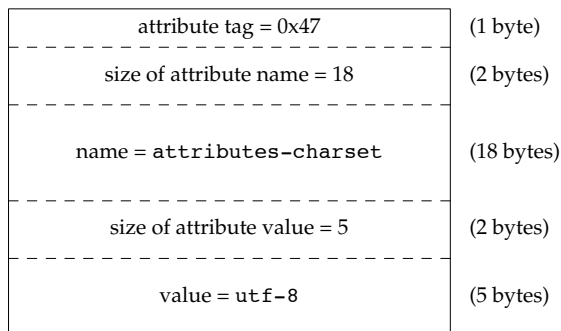 attribute tag = 0x47 (1 byte)
size of attribute name = 18 (2 bytes)
name = attributes-charset (18 bytes)
size of attribute value = 5 (2 bytes)
value = utf-8 (5 bytes)